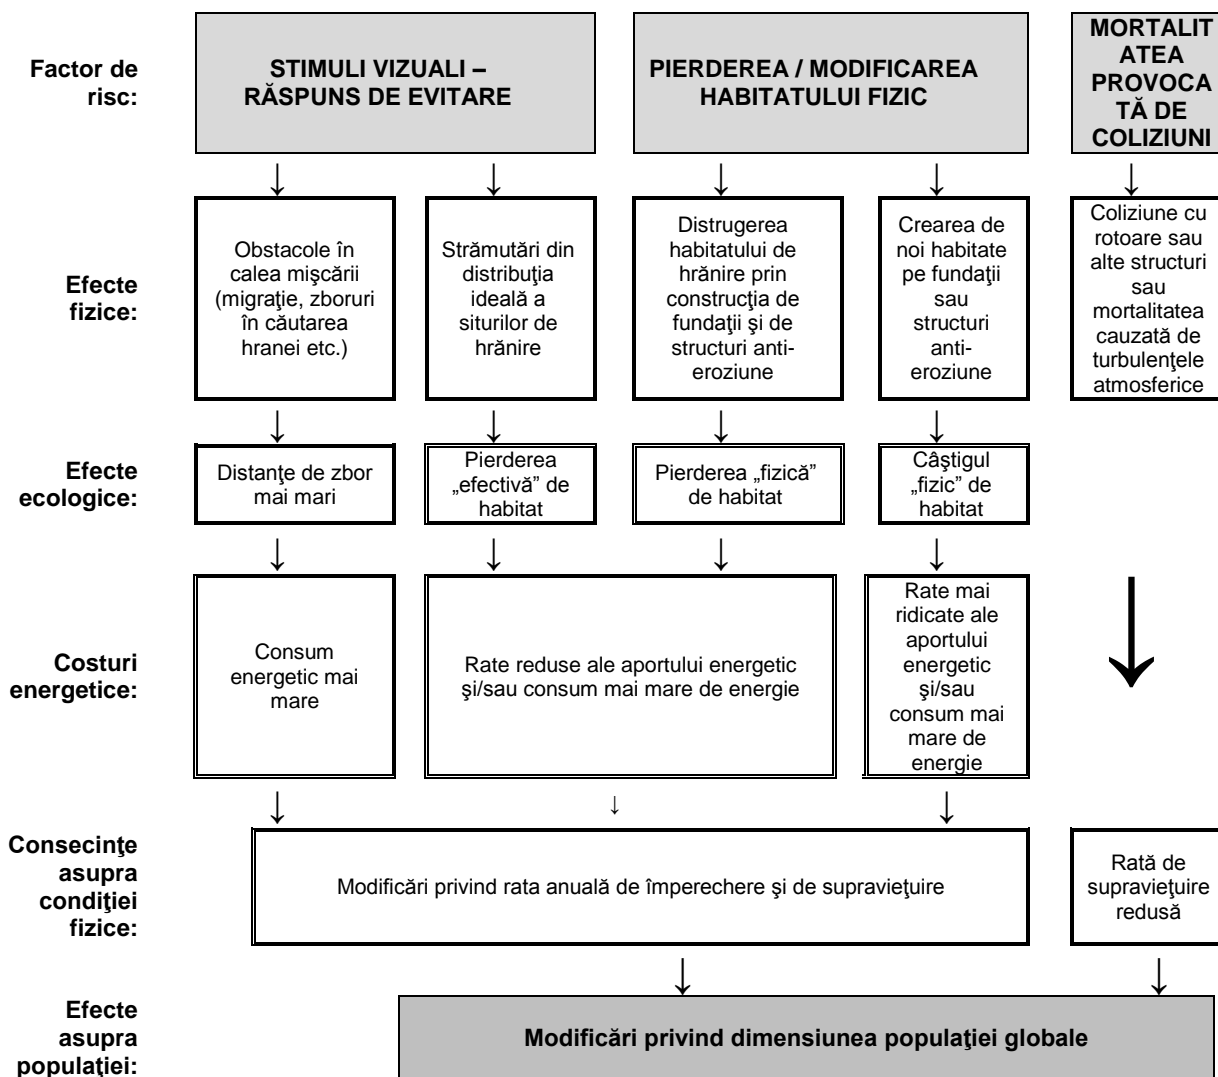 Factor de
risc:
STIMULI VIZUALI –
RĂSPUNS DE EVITARE
PIERDEREA / MODIFICAREA
HABITATULUI FIZIC
MORTALIT
ATEA
PROVOCA
TĂ DE
COLIZIUNI
Efecte
fizice:
Obstacole în
calea mişcării
(migraţie, zboruri
în căutarea
hranei etc.)
Strămutări din
distribuţia
ideală a
siturilor de
hrănire
Distrugerea
habitatului de
hrănire prin
construcţia de
fundaţii şi de
structuri anti-
eroziune
Crearea de
noi habitate
pe fundaţii
sau
structuri
anti-
eroziune
Coliziune cu
rotoare sau
alte structuri
sau
mortalitatea
cauzată de
turbulenţele
atmosferice
Efecte
ecologice:
Distanţe de zbor
mai mari
Pierderea
„efectivă” de
habitat
Pierderea „fizică”
de habitat
Câştigul
„fizic” de
habitat
Costuri
energetice:
Consum
energetic mai
mare
Rate reduse ale aportului energetic
şi/sau consum mai mare de energie
Rate mai
ridicate ale
aportului
energetic
şi/sau
consum mai
mare de
energie
Consecinţe
asupra
condiţiei
fizice:
Modificări privind rata anuală de împerechere şi de supravieţuire
Rată de
supravieţuire
redusă
Efecte
asupra
populaţiei:
Modificări privind dimensiunea populaţiei globale